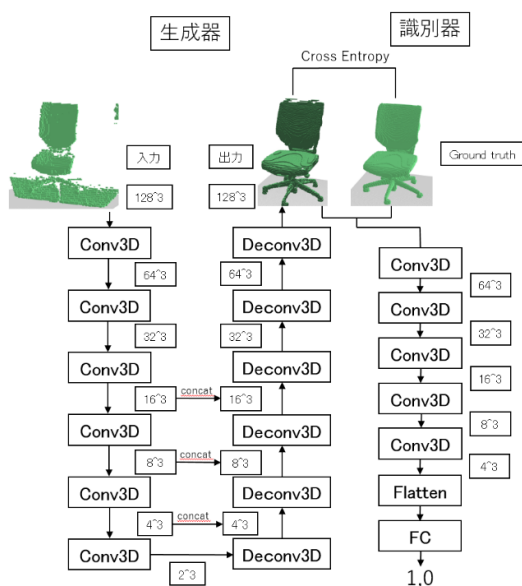 生成器
識別器
Cross Entropy
入力
出力
Ground truth
128^3
128^3
Conv3D
Deconv3D
Conv3D
64^3
64^3
64^3
Conv3D
Deconv3D
Conv3D
32^3
32^3
32^3
Conv3D
Deconv3D
Conv3D
16^3
concat
16^3
16^3
Conv3D
Deconv3D
Conv3D
8^3
concat
8^3
8^3
Conv3D
Deconv3D
Conv3D
4^3
concat
4^3
4^3
Flatten
Conv3D
Deconv3D
FC
2^3
1,0